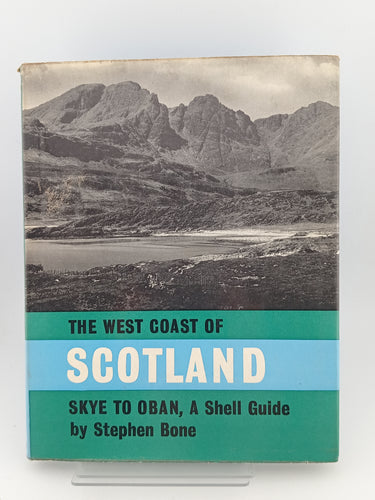 THE WEST COAST OF
SCOTLAND
SKYE TO OBAN, A Shell Guide
by Stephen Bone